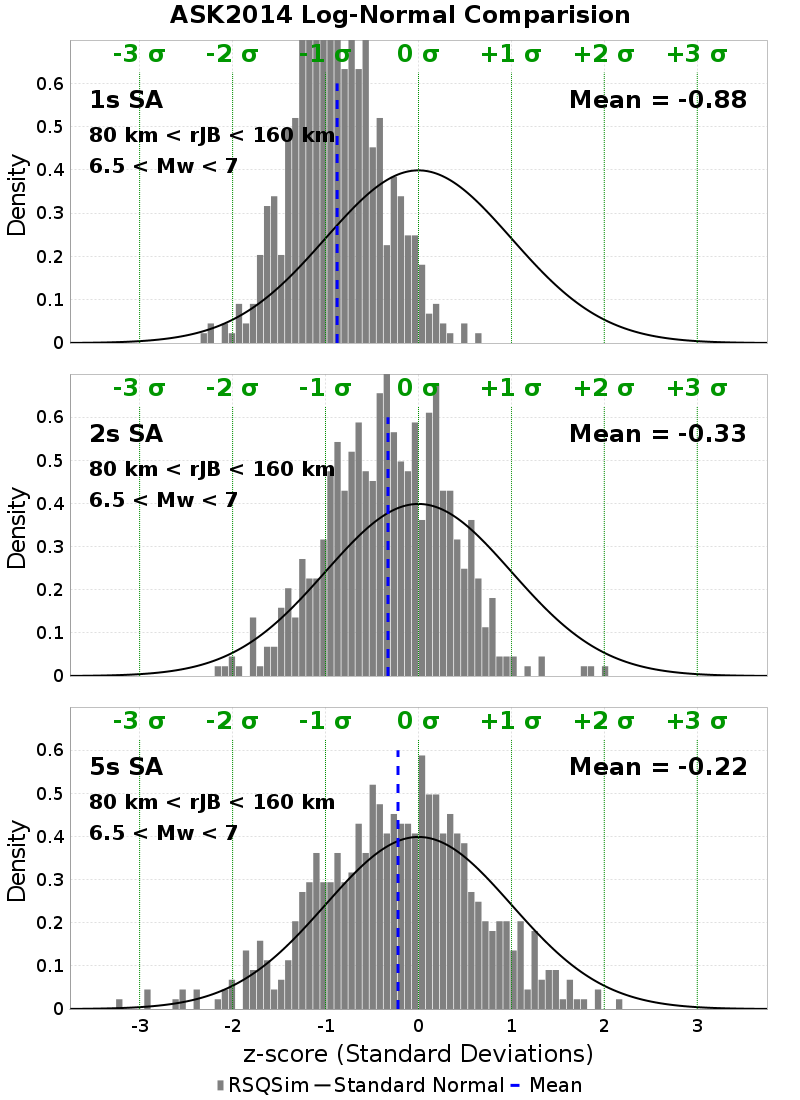 ASK2014 Log-Normal Comparision
-3 σ -2 σ -1 σ 0 σ +1 σ +2 σ +3 σ
0.6
1s SA Mean = -0.88
80 km < rJB < 160 km
0.5
6.5 < Mw < 7
0.4
Density
0.3
0.2
0.1
0
-3 σ -2 σ -1 σ 0 σ +1 σ +2 σ +3 σ
0.6
2s SA Mean = -0.33
80 km < rJB < 160 km
0.5
6.5 < Mw < 7
0.4
Density
0.3
0.2
0.1
0
-3 σ -2 σ -1 σ 0 σ +1 σ +2 σ +3 σ
0.6
5s SA Mean = -0.22
80 km < rJB < 160 km
0.5
6.5 < Mw < 7
0.4
Density
0.3
0.2
0.1
0
-3 -2 -1 0 1 2 3
z-score (Standard Deviations)
RSQSim Standard Normal Mean